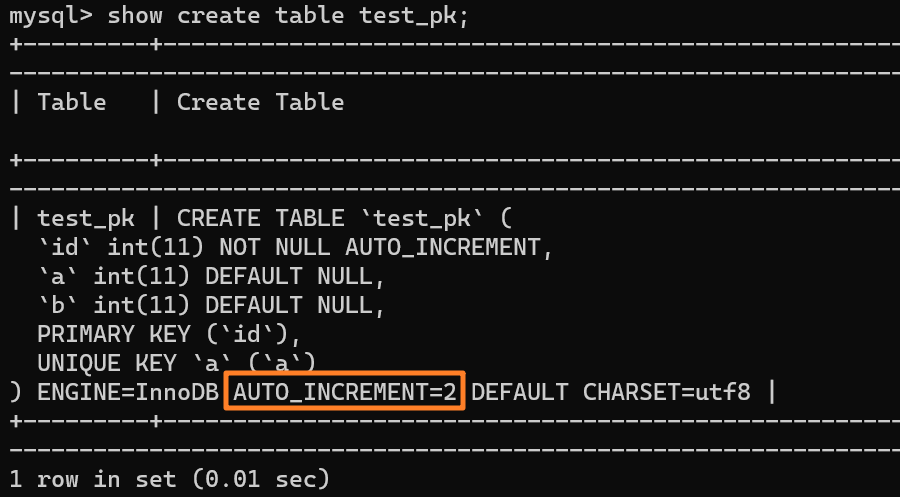 mysql> show create table test_pk;
+---------+-----------------------------------------------------
----------------------------------------------------------------
| Table   | Create Table

+---------+-----------------------------------------------------
----------------------------------------------------------------
| test_pk | CREATE TABLE `test_pk` (
  `id` int(11) NOT NULL AUTO_INCREMENT,
  `a` int(11) DEFAULT NULL,
  `b` int(11) DEFAULT NULL,
  PRIMARY KEY (`id`),
  UNIQUE KEY `a` (`a`)
) ENGINE=InnoDB AUTO_INCREMENT=2 DEFAULT CHARSET=utf8 |
+---------+-----------------------------------------------------
----------------------------------------------------------------
1 row in set (0.01 sec)